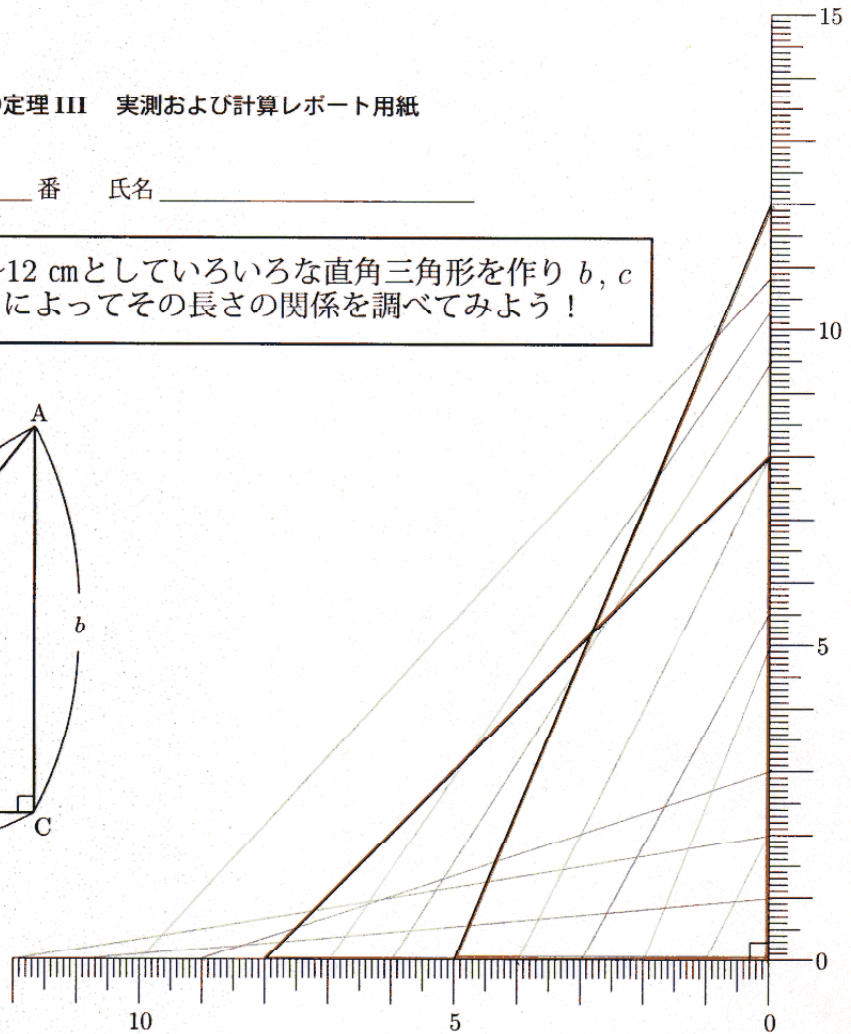 の定理 III 実測および計算レポート用紙
番 氏名
~12 cmとしていろいろな直角三角形を作り b, c
によってその長さの関係を調べてみよう!
A
b
C
15
10
5
0
10 5 0